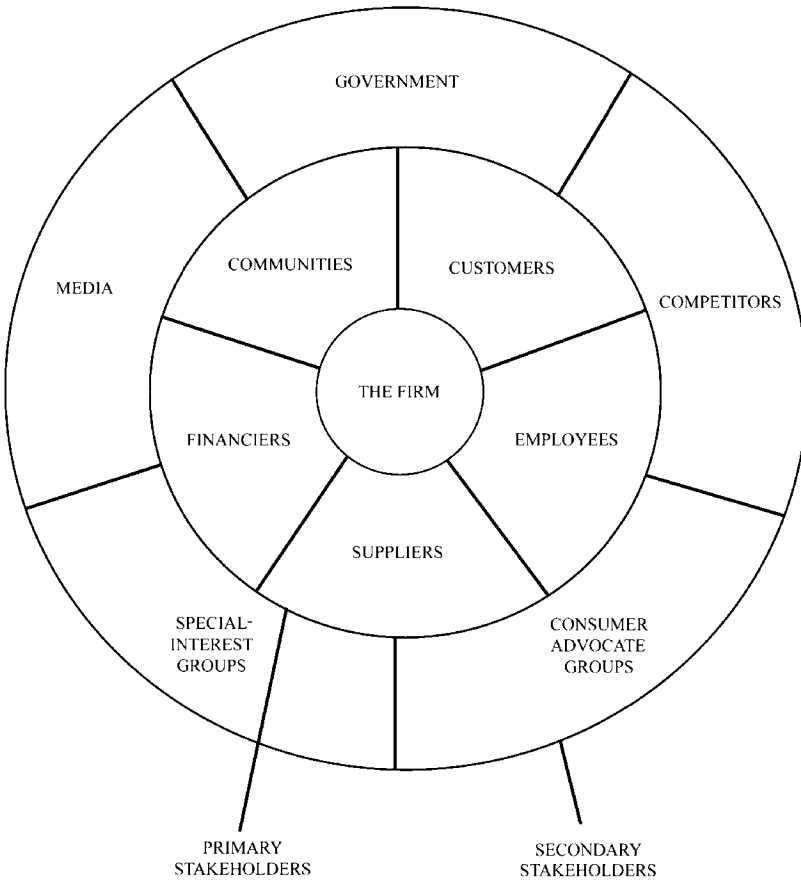 GOVERNMENT
COMMUNITIES
CUSTOMERS
MEDIA
COMPETITORS
THE FIRM
FINANCIERS
EMPLOYEES
SUPPLIERS
SPECIAL-
INTEREST
GROUPS
CONSUMER
ADVOCATE
GROUPS
PRIMARY
STAKEHOLDERS
SECONDARY
STAKEHOLDERS